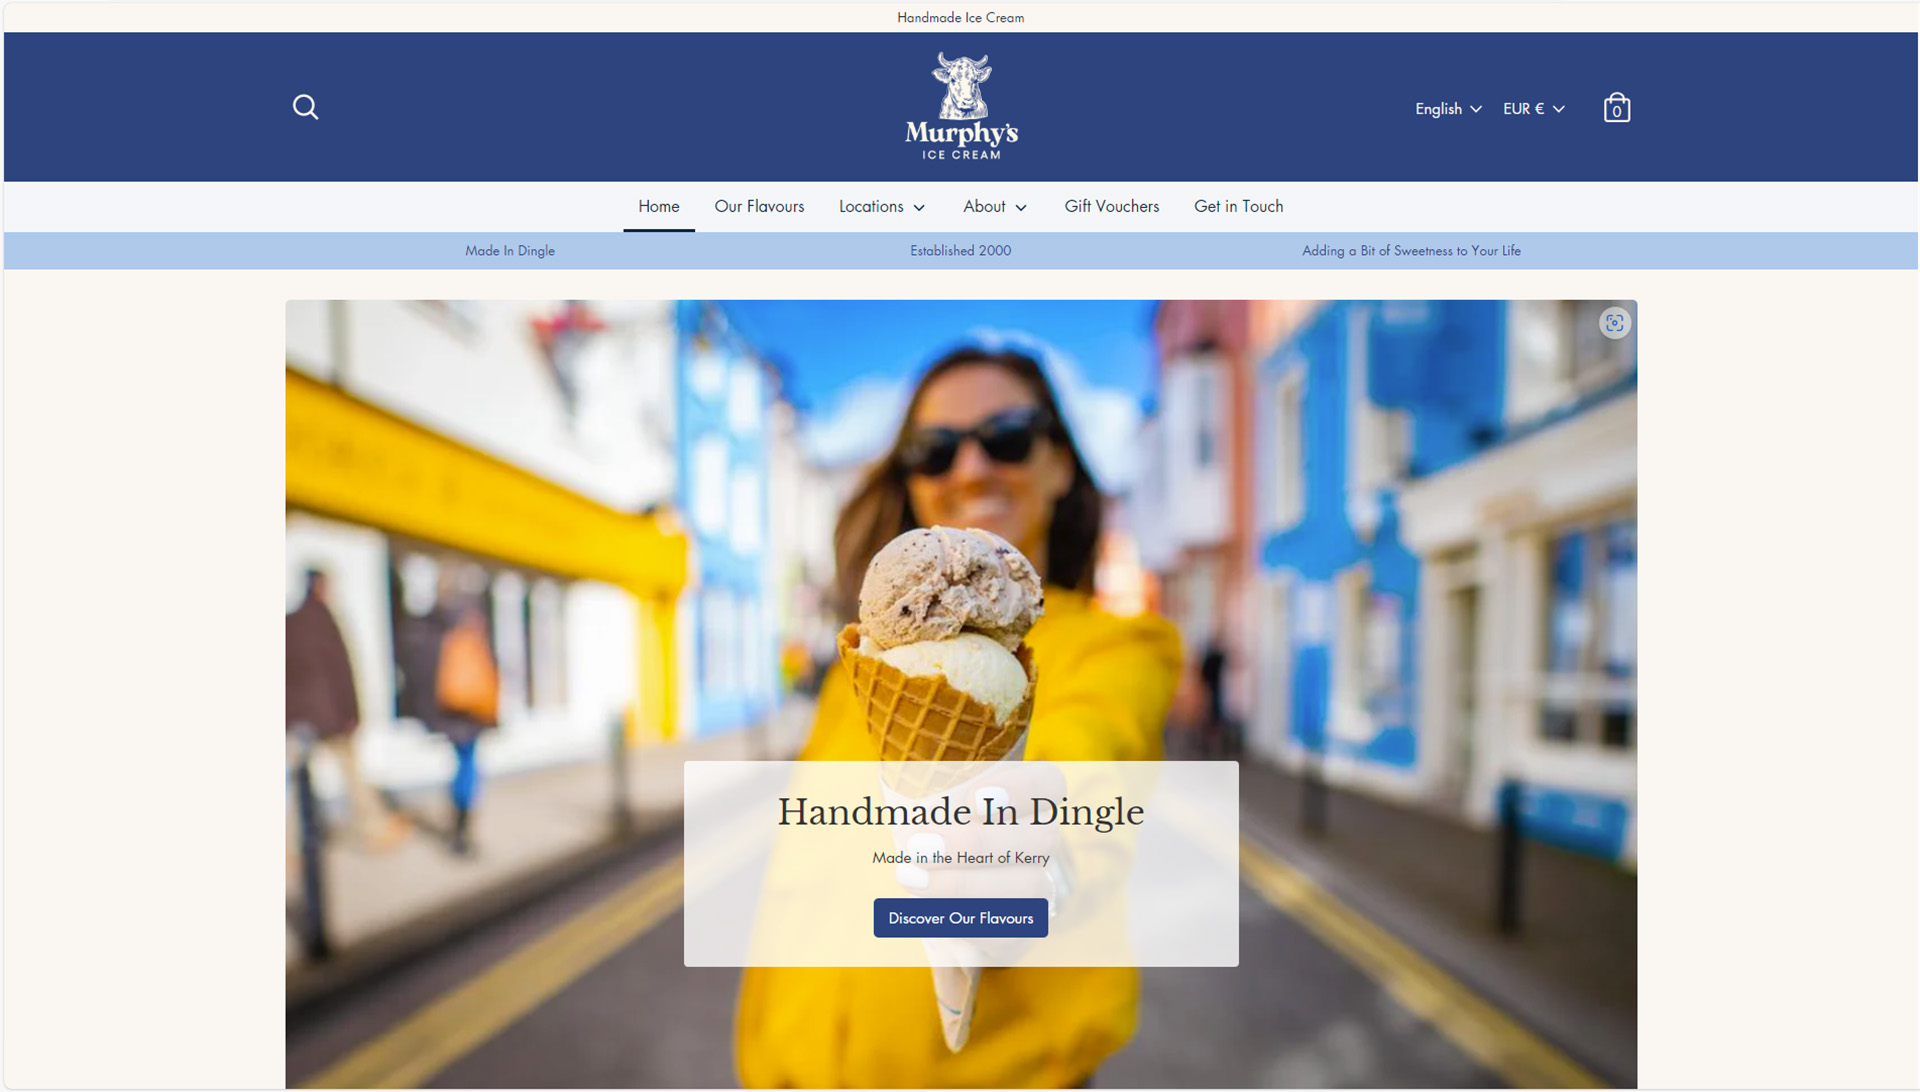 Handmade Ice Cream
Murphy's
ICE CREAM
English
EUR €
0
Home
Our Flavours
Locations
About
Gift Vouchers
Get in Touch
Made In Dingle
Established 2000
Adding a Bit of Sweetness to Your Life
Handmade In Dingle
Made in the Heart of Kerry
Discover Our Flavours